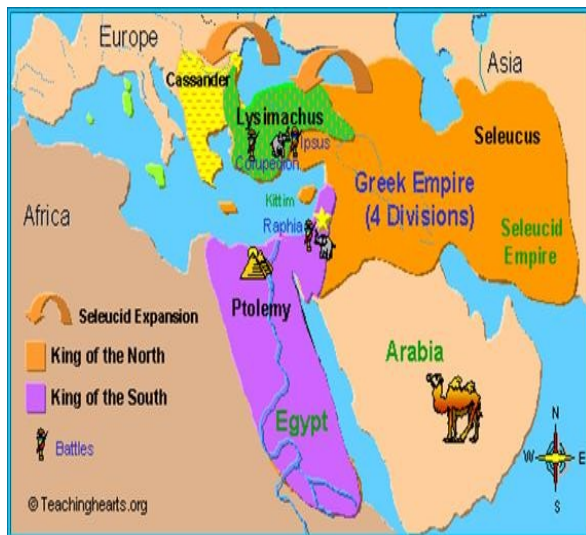 Europe
Asia
Cassander
Lysimachus
Ipsus
Corupedion
Seleucus
Kittim
Greek Empire
(4 Divisions)
Africa
Raphia
Seleucid
Empire
Ptolemy
Seleucid Expansion
King of the North
Arabia
King of the South
Egypt
Battles
N
W
E
S
© Teachinghearts.org